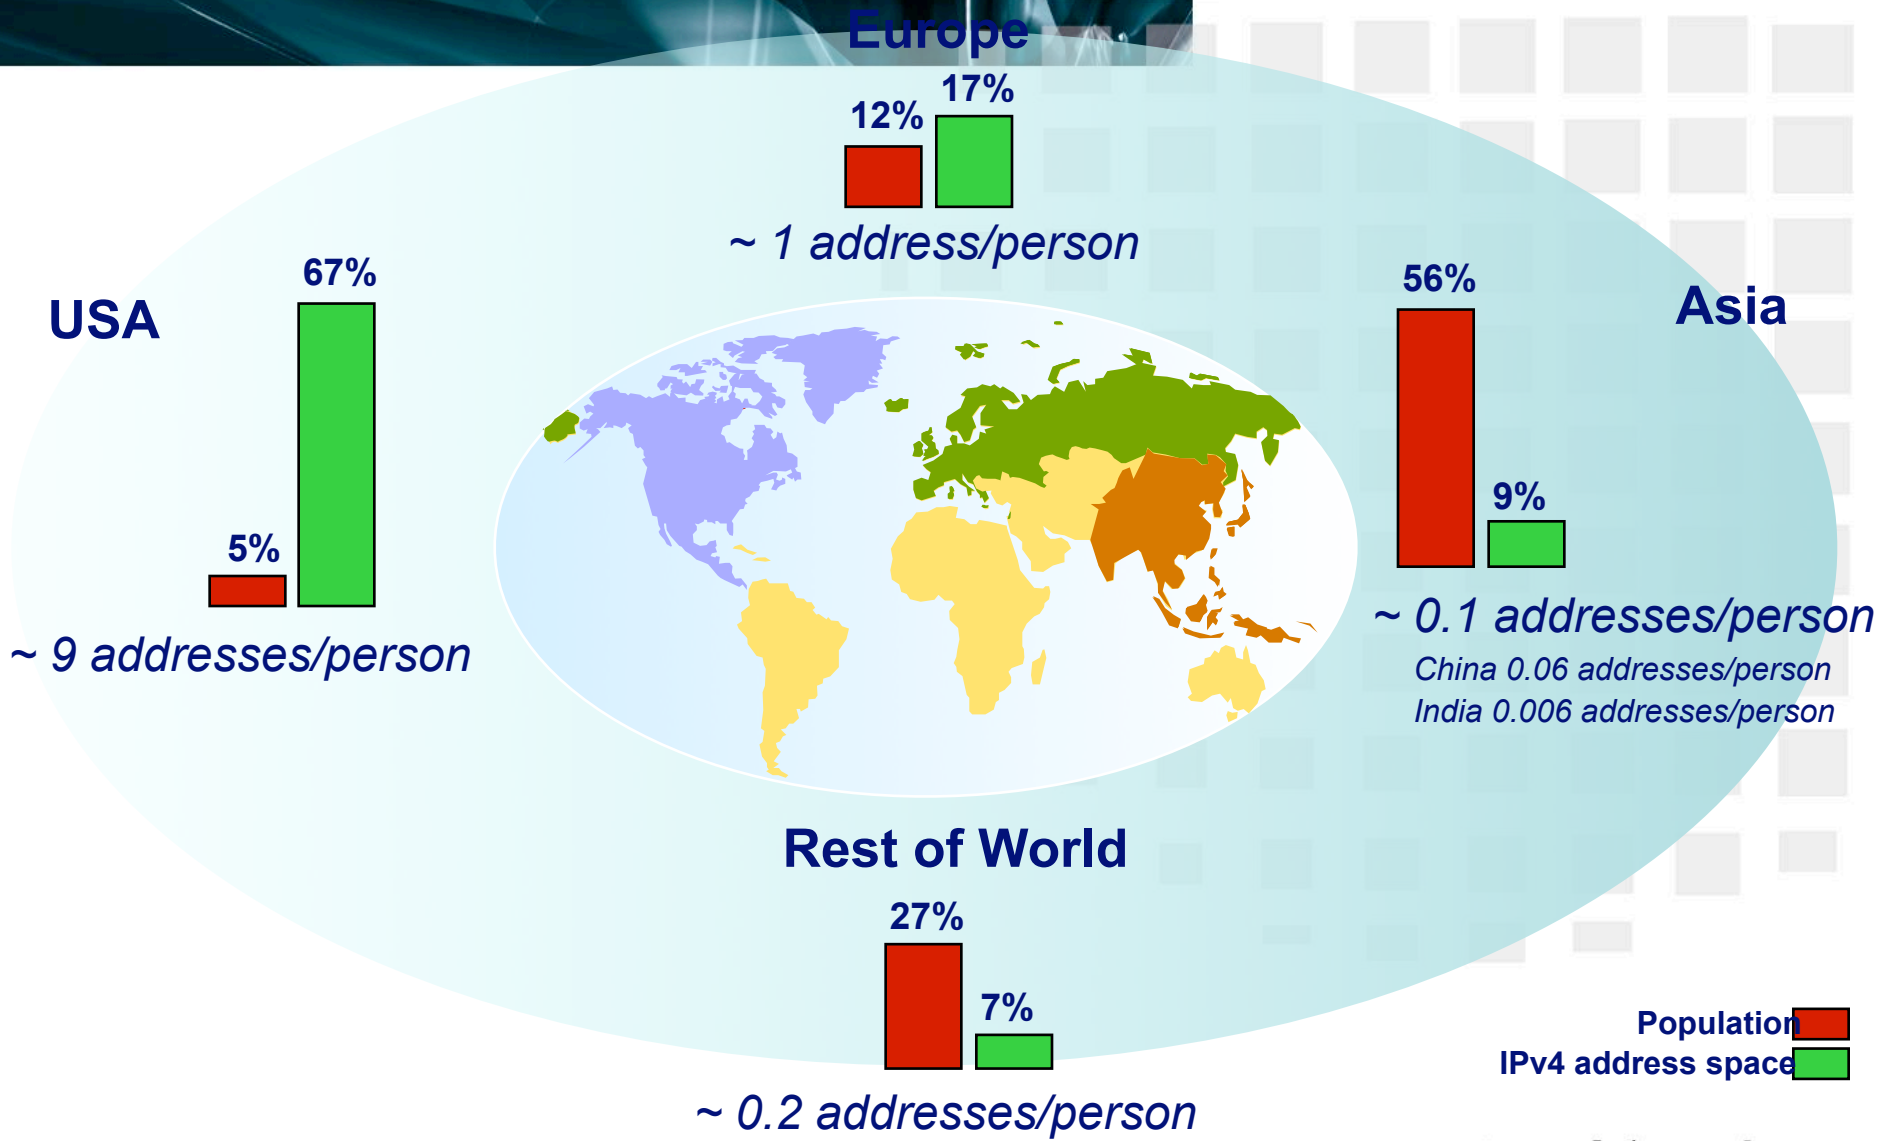 Europe
17%
12%
~ 1 address/person
67%
USA
5%
~ 9 addresses/person
56%
Asia
9%
~ 0.1 addresses/person
China 0.06 addresses/person
India 0.006 addresses/person
Rest of World
27%
7%
~ 0.2 addresses/person
Population
IPv4 address space